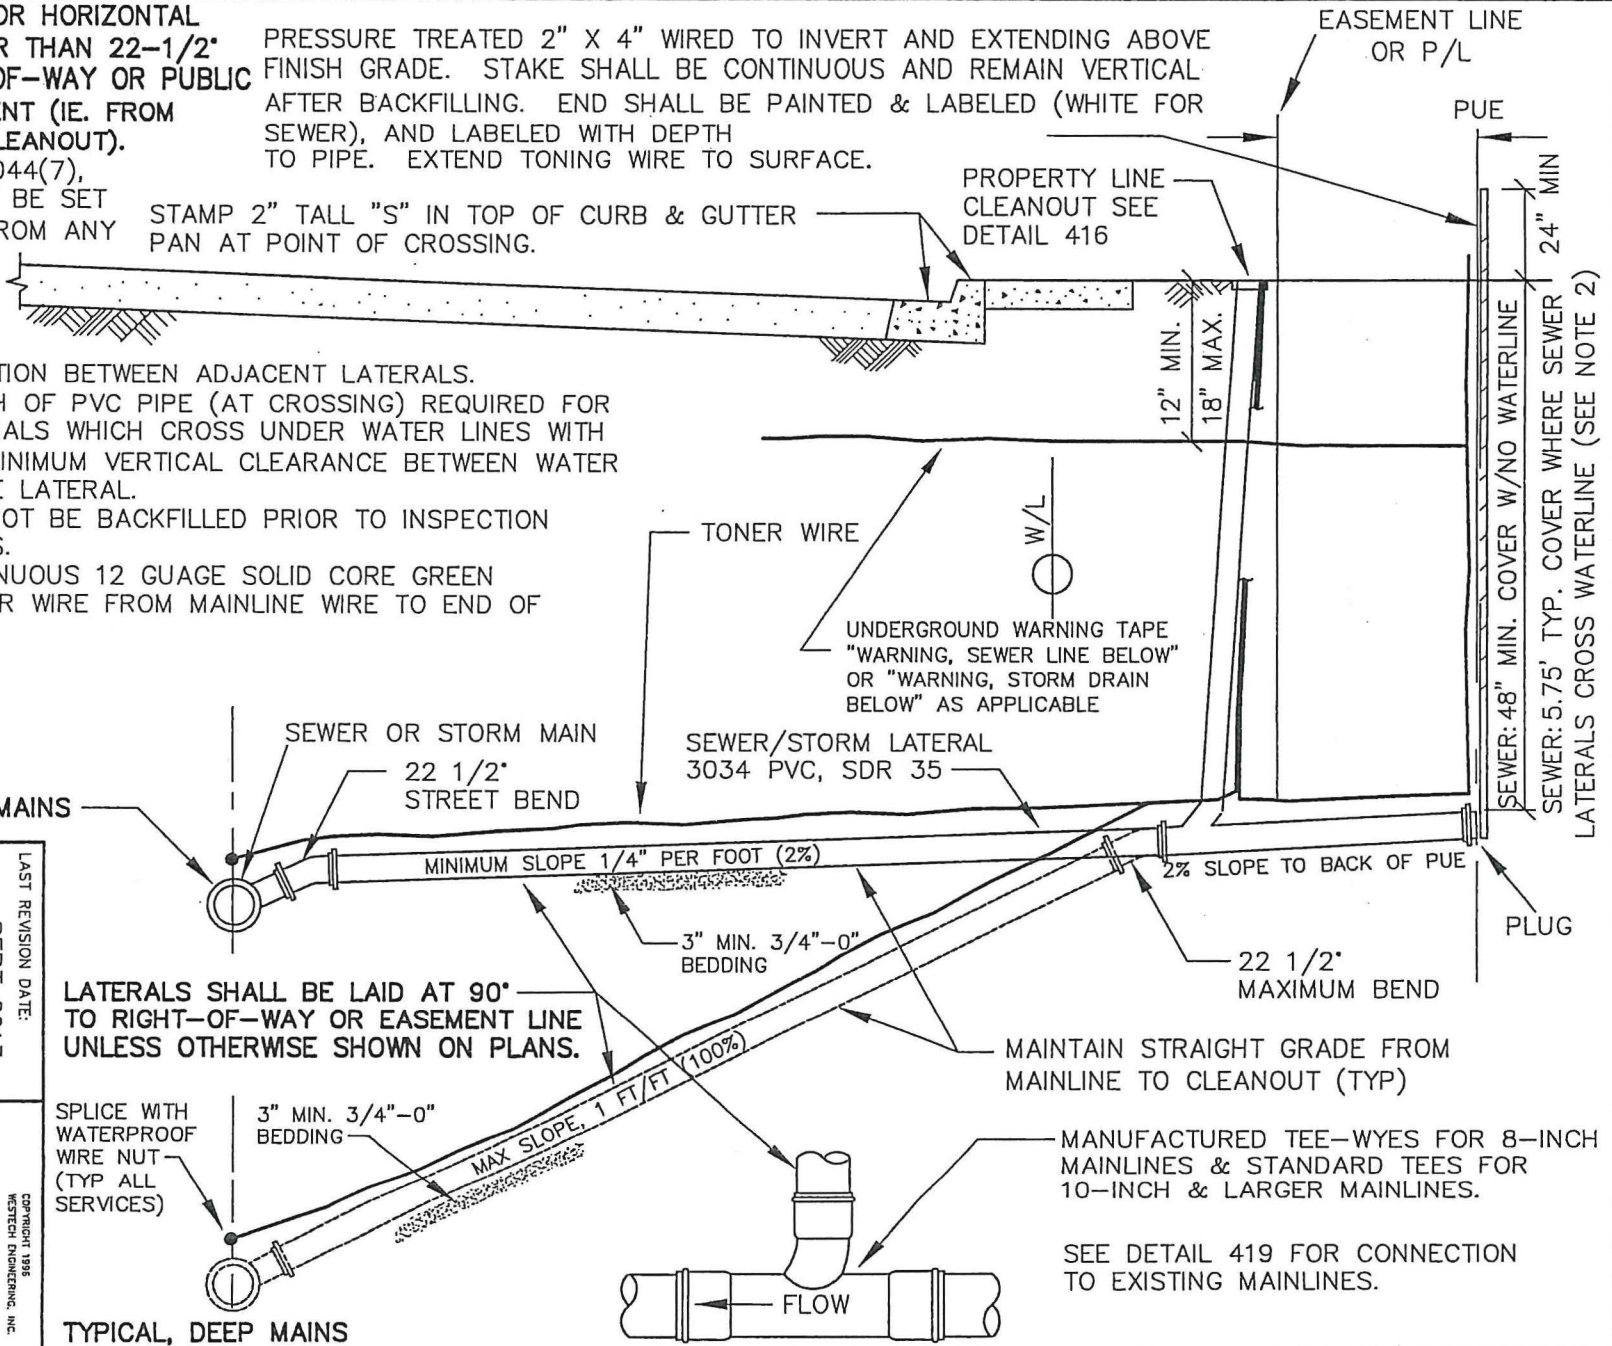 OR HORIZONTAL
R THAN 22-1/2°
OF-WAY OR PUBLIC
ENT (IE. FROM
LEANOUT).
044(7),
BE SET
ROM ANY
PRESSURE TREATED 2" X 4" WIRED TO INVERT AND EXTENDING ABOVE
FINISH GRADE. STAKE SHALL BE CONTINUOUS AND REMAIN VERTICAL
AFTER BACKFILLING. END SHALL BE PAINTED & LABELED (WHITE FOR
SEWER), AND LABELED WITH DEPTH
TO PIPE. EXTEND TONING WIRE TO SURFACE.
EASEMENT LINE
OR P/L
PUE
STAMP 2" TALL "S" IN TOP OF CURB & GUTTER
PAN AT POINT OF CROSSING.
PROPERTY LINE
CLEANOUT SEE
DETAIL 416
24" MIN
12" MIN.
18" MAX.
SEWER: 48" MIN. COVER W/NO WATERLINE
SEWER: 5.75' TYP. COVER WHERE SEWER
LATERALS CROSS WATERLINE (SEE NOTE 2)
TION BETWEEN ADJACENT LATERALS.
H OF PVC PIPE (AT CROSSING) REQUIRED FOR
ALS WHICH CROSS UNDER WATER LINES WITH
INIMUM VERTICAL CLEARANCE BETWEEN WATER
E LATERAL.
OT BE BACKFILLED PRIOR TO INSPECTION
S.
NUOUS 12 GUAGE SOLID CORE GREEN
R WIRE FROM MAINLINE WIRE TO END OF
TONER WIRE
W/L
UNDERGROUND WARNING TAPE
"WARNING, SEWER LINE BELOW"
OR "WARNING, STORM DRAIN
BELOW" AS APPLICABLE
SEWER OR STORM MAIN
22 1/2°
STREET BEND
SEWER/STORM LATERAL
3034 PVC, SDR 35
MAINS
MINIMUM SLOPE 1/4" PER FOOT (2%)
2% SLOPE TO BACK OF PUE
PLUG
3" MIN. 3/4"-0"
BEDDING
22 1/2°
MAXIMUM BEND
LATERALS SHALL BE LAID AT 90°
TO RIGHT-OF-WAY OR EASEMENT LINE
UNLESS OTHERWISE SHOWN ON PLANS.
MAINTAIN STRAIGHT GRADE FROM
MAINLINE TO CLEANOUT (TYP)
SPLICE WITH
WATERPROOF
WIRE NUT
(TYP ALL
SERVICES)
3" MIN. 3/4"-0"
BEDDING
MAX SLOPE, 1 FT/FT (100%)
MANUFACTURED TEE-WYES FOR 8-INCH
MAINLINES & STANDARD TEES FOR
10-INCH & LARGER MAINLINES.
SEE DETAIL 419 FOR CONNECTION
TO EXISTING MAINLINES.
FLOW
TYPICAL, DEEP MAINS
LAST REVISION DATE:
COPYRIGHT 1996
WESTECH ENGINEERING, INC.